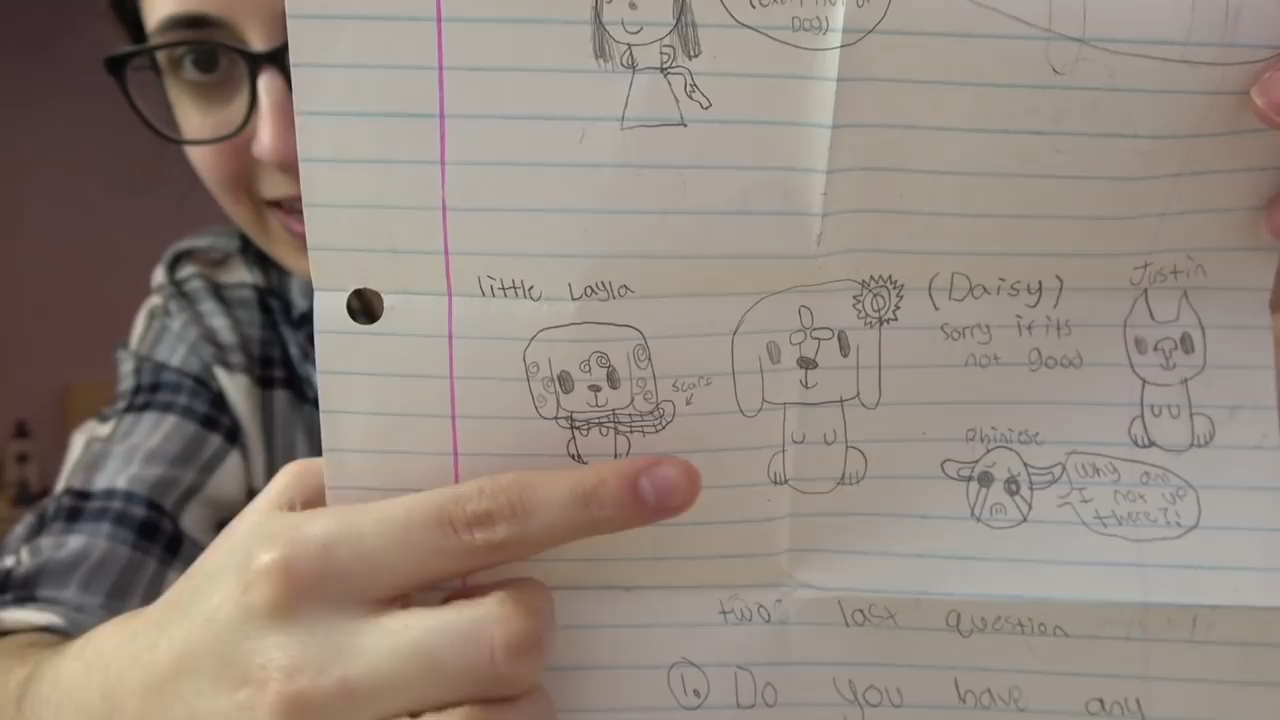 Dog))
little Layla
scarf
(Daisy)
sorry if its
not good
Justin
Phiniese
Why am
I not up
there?!
two last question
1. Do you have any